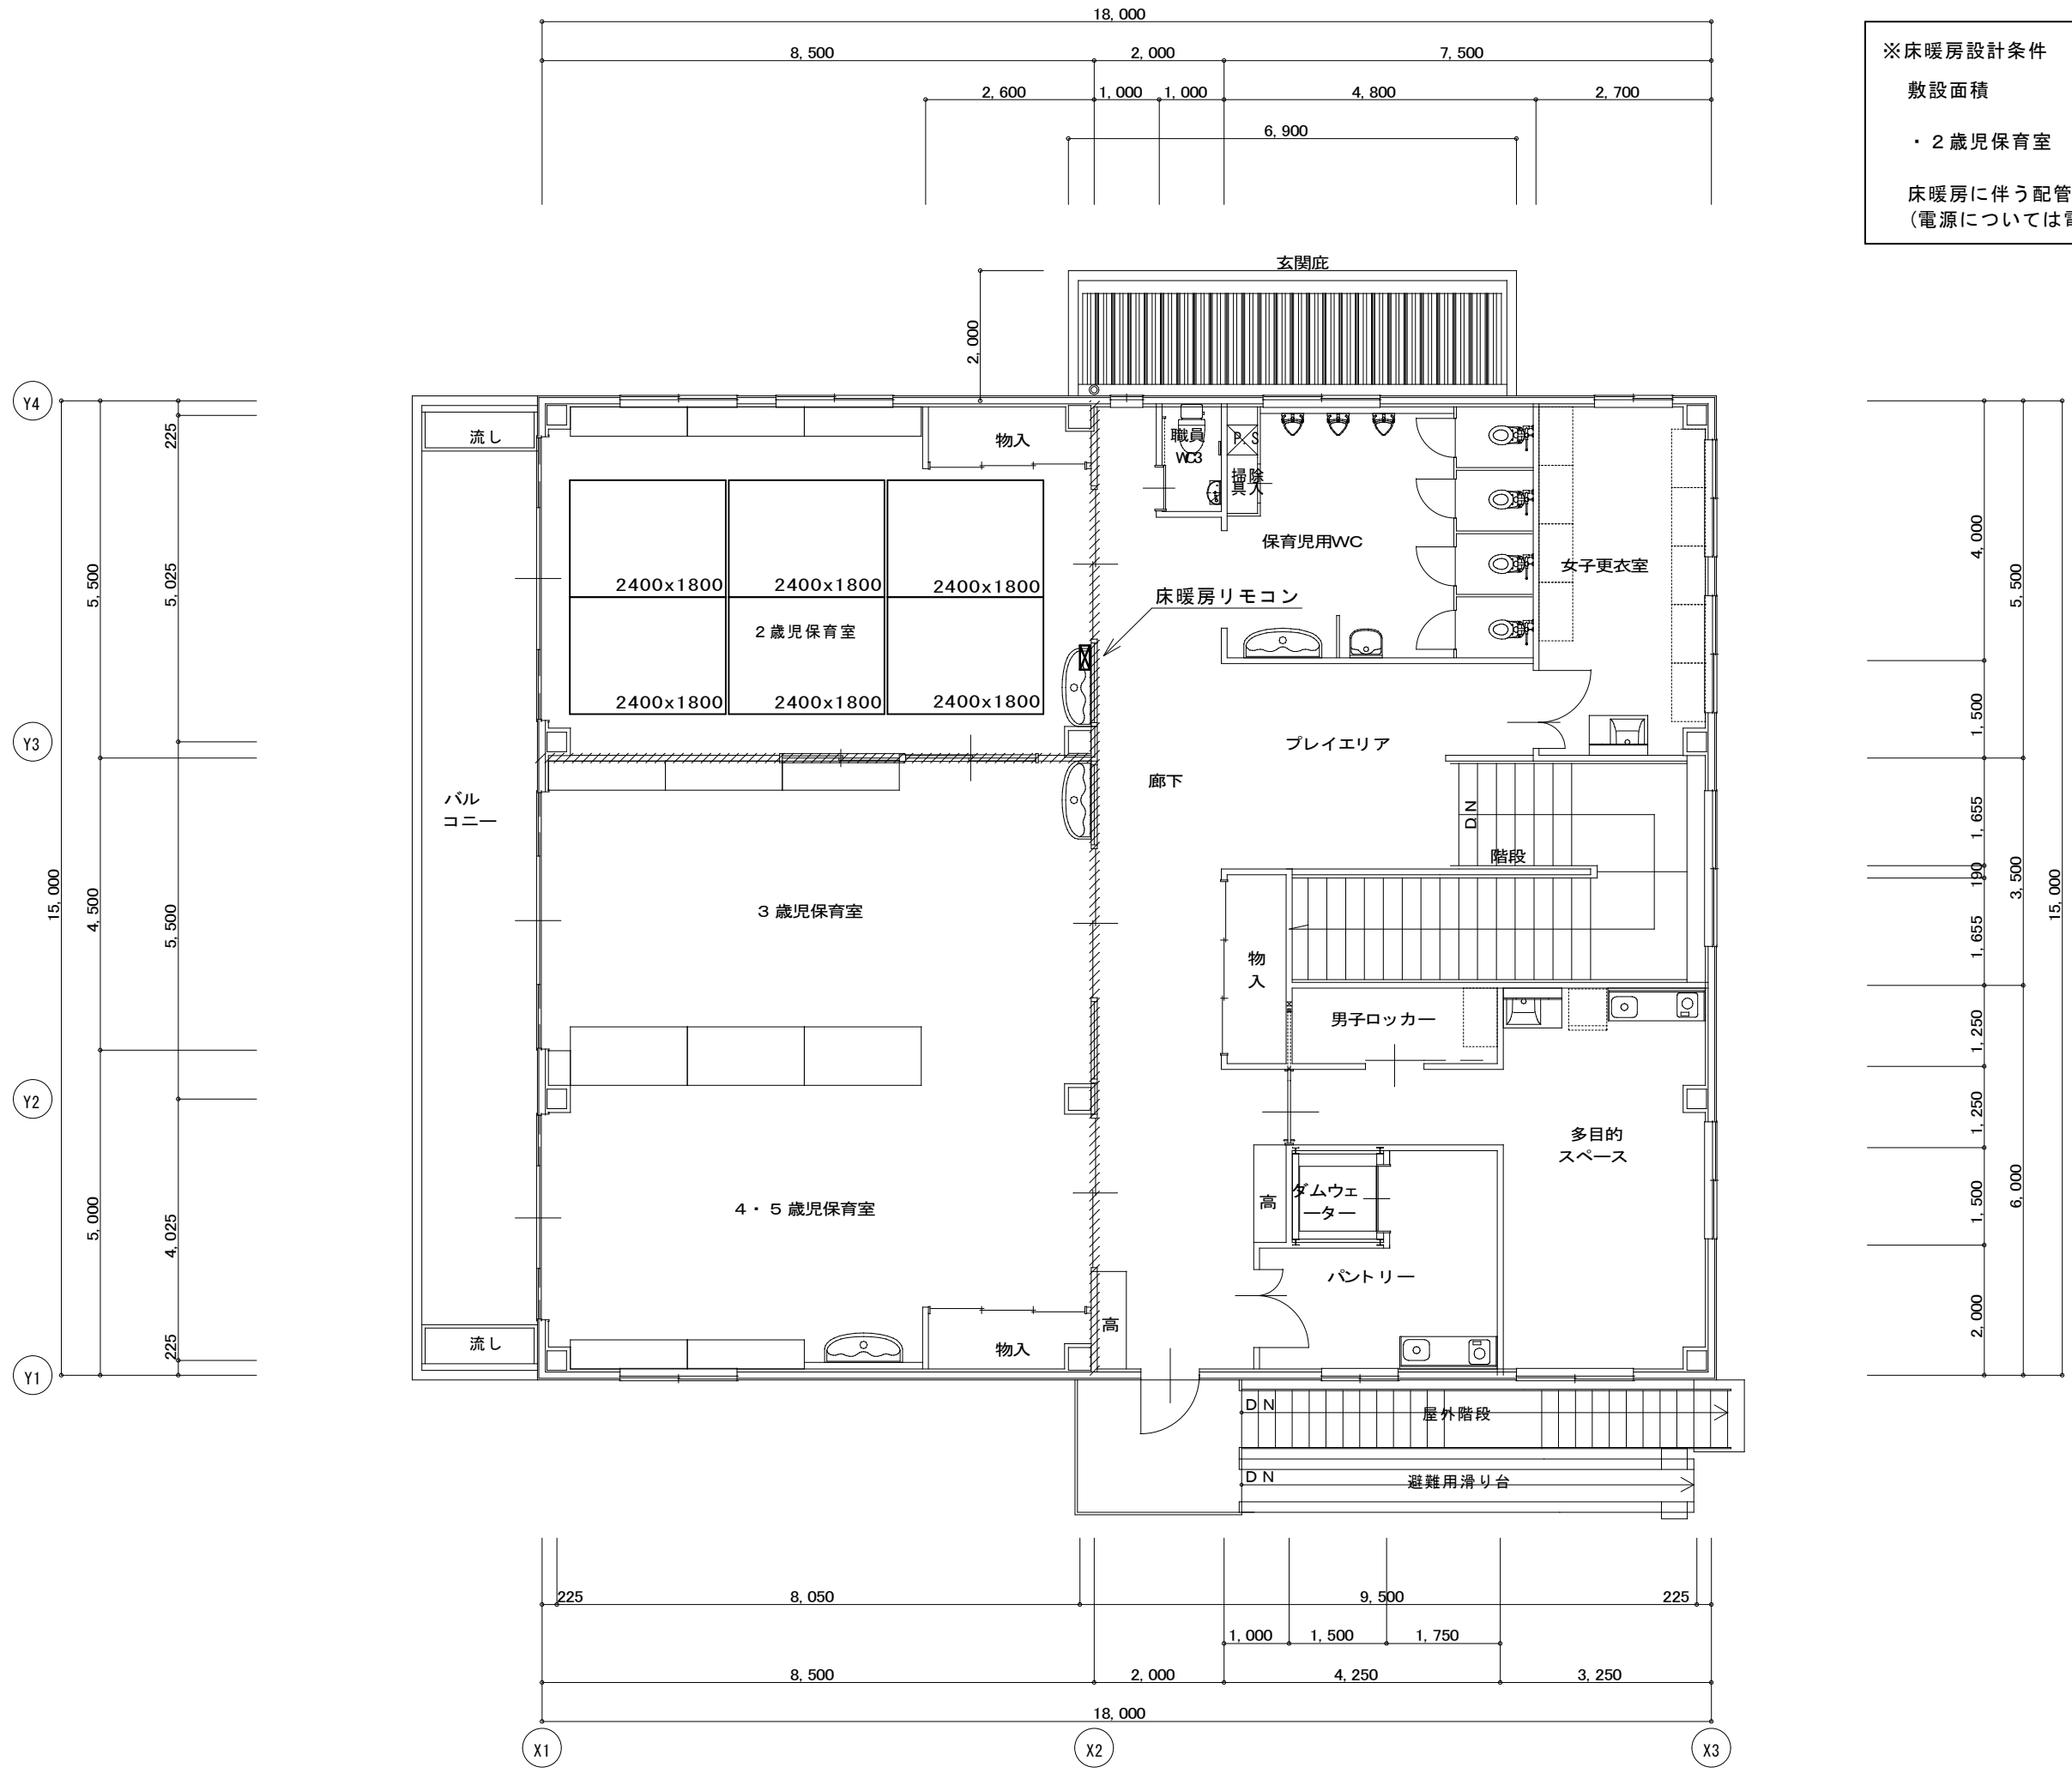 18,000
8,500
2,000
7,500
2,600
1,000
1,000
4,800
2,700
6,900
※床暖房設計条件
敷設面積
・２歳児保育室
床暖房に伴う配管
(電源については電
玄関庇
2,000
Y4
Y3
Y2
Y1
15,000
5,500
4,500
5,000
225
5,025
5,500
4,025
225
流し
物入
職員
WC3
P.S
掃除
具入
保育児用WC
女子更衣室
2400x1800
2400x1800
2400x1800
２歳児保育室
2400x1800
2400x1800
2400x1800
床暖房リモコン
プレイエリア
廊下
バル
コニー
DN
階段
３歳児保育室
物
入
男子ロッカー
多目的
スペース
４・５歳児保育室
高
ダムウェ
ーター
パントリー
流し
物入
高
DN
屋外階段
DN
避難用滑り台
4,000
1,500
1,655
190
1,655
1,250
1,250
1,500
2,000
5,500
3,500
6,000
15,000
225
8,050
9,500
225
1,000
1,500
1,750
8,500
2,000
4,250
3,250
18,000
X1
X2
X3